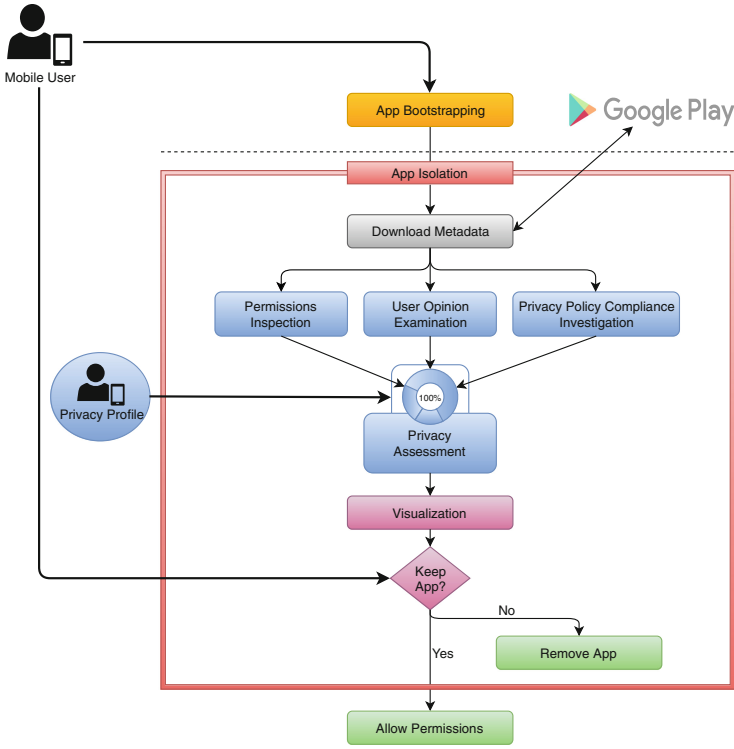 Mobile User
App Bootstrapping
Google Play
App Isolation
Download Metadata
Permissions
Inspection
User Opinion
Examination
Privacy Policy Compliance
Investigation
Privacy Profile
100%
Privacy
Assessment
Visualization
Keep
App?
No
Yes
Remove App
Allow Permissions